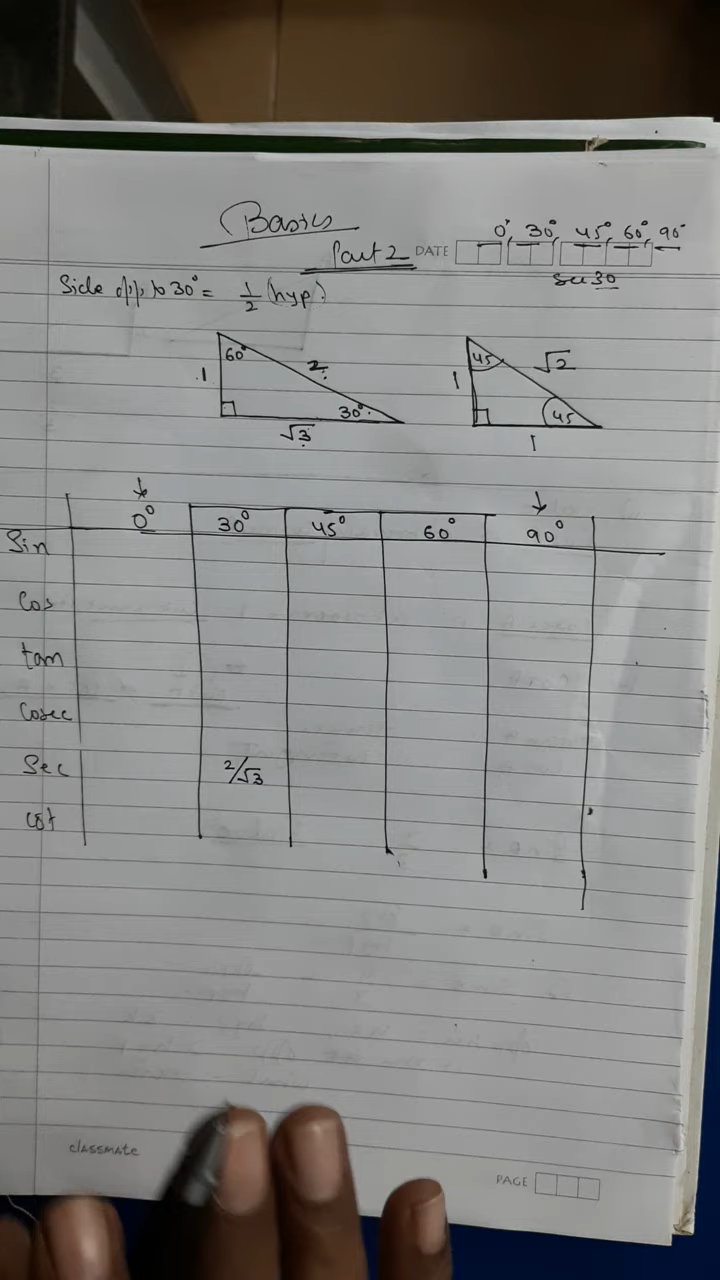 Basics
Part 2 DATE 0°, 30°, 45°, 60°, 90°
Side opp to 30° = 1/2 (hyp)
sec 30
60° 2 45 √2
1 1
30° 45
√3 1
0° 30° 45° 60° 90°
Sin
Cos
tam
Cosec
Sec 2/√3
cot
classmate
PAGE